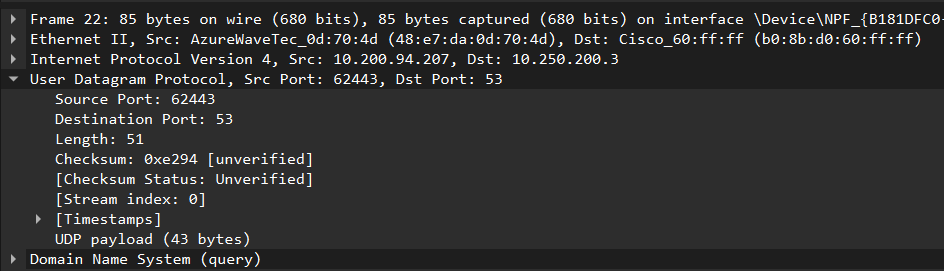 Frame 22: 85 bytes on wire (680 bits), 85 bytes captured (680 bits) on interface \Device\NPF_{B181DFC0-
Ethernet II, Src: AzureWaveTec_0d:70:4d (48:e7:da:0d:70:4d), Dst: Cisco_60:ff:ff (b0:8b:d0:60:ff:ff)
Internet Protocol Version 4, Src: 10.200.94.207, Dst: 10.250.200.3
User Datagram Protocol, Src Port: 62443, Dst Port: 53
Source Port: 62443
Destination Port: 53
Length: 51
Checksum: 0xe294 [unverified]
[Checksum Status: Unverified]
[Stream index: 0]
[Timestamps]
UDP payload (43 bytes)
Domain Name System (query)